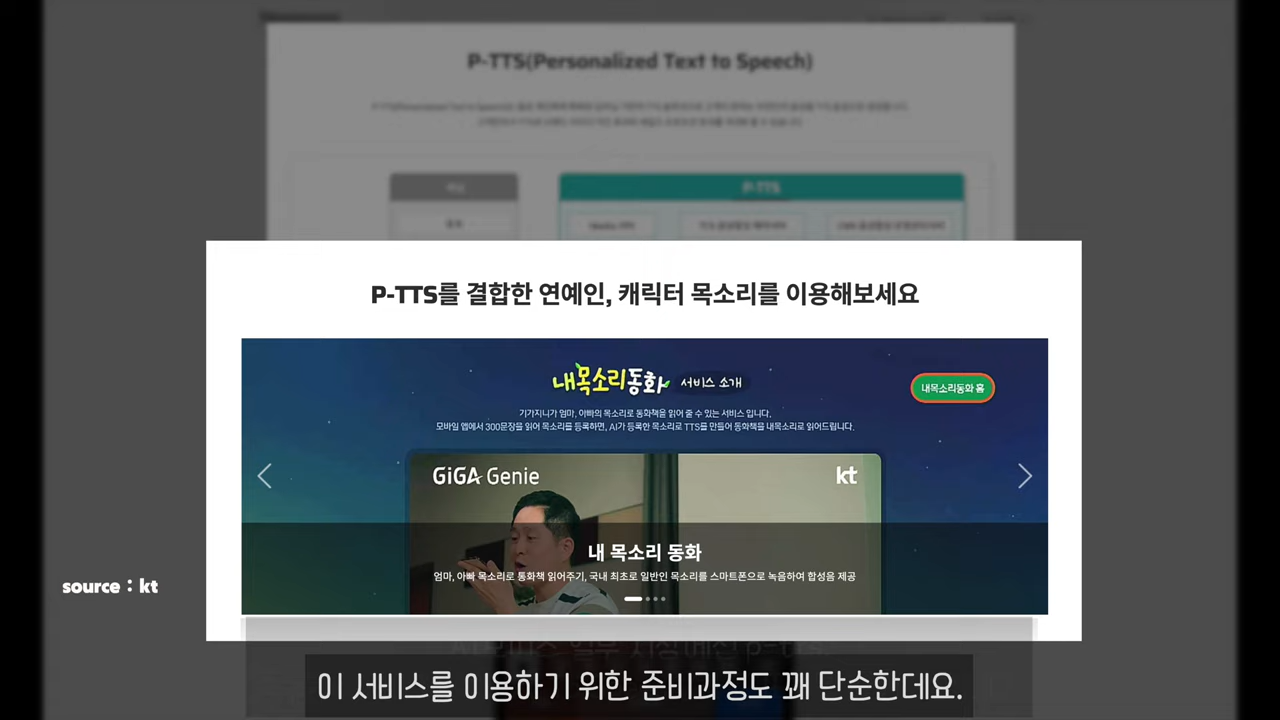 P-TTS(Personalized Text to Speech)
P-TTS
P-TTS를 결합한 연예인, 캐릭터 목소리를 이용해보세요
내목소리동화 서비스 소개
내목소리동화 홈
기가지니가 엄마, 아빠의 목소리로 동화책을 읽어 줄 수 있는 서비스 입니다.
모바일 앱에서 300문장을 읽어 목소리를 등록하면, AI가 등록한 목소리로 TTS를 만들어 동화책을 내목소리로 읽어드립니다.
GiGA Genie
kt
내 목소리 동화
엄마, 아빠 목소리로 통화책 읽어주기, 국내 최초로 일반인 목소리를 스마트폰으로 녹음하여 합성음 제공
source : kt
이 서비스를 이용하기 위한 준비과정도 꽤 단순한데요.